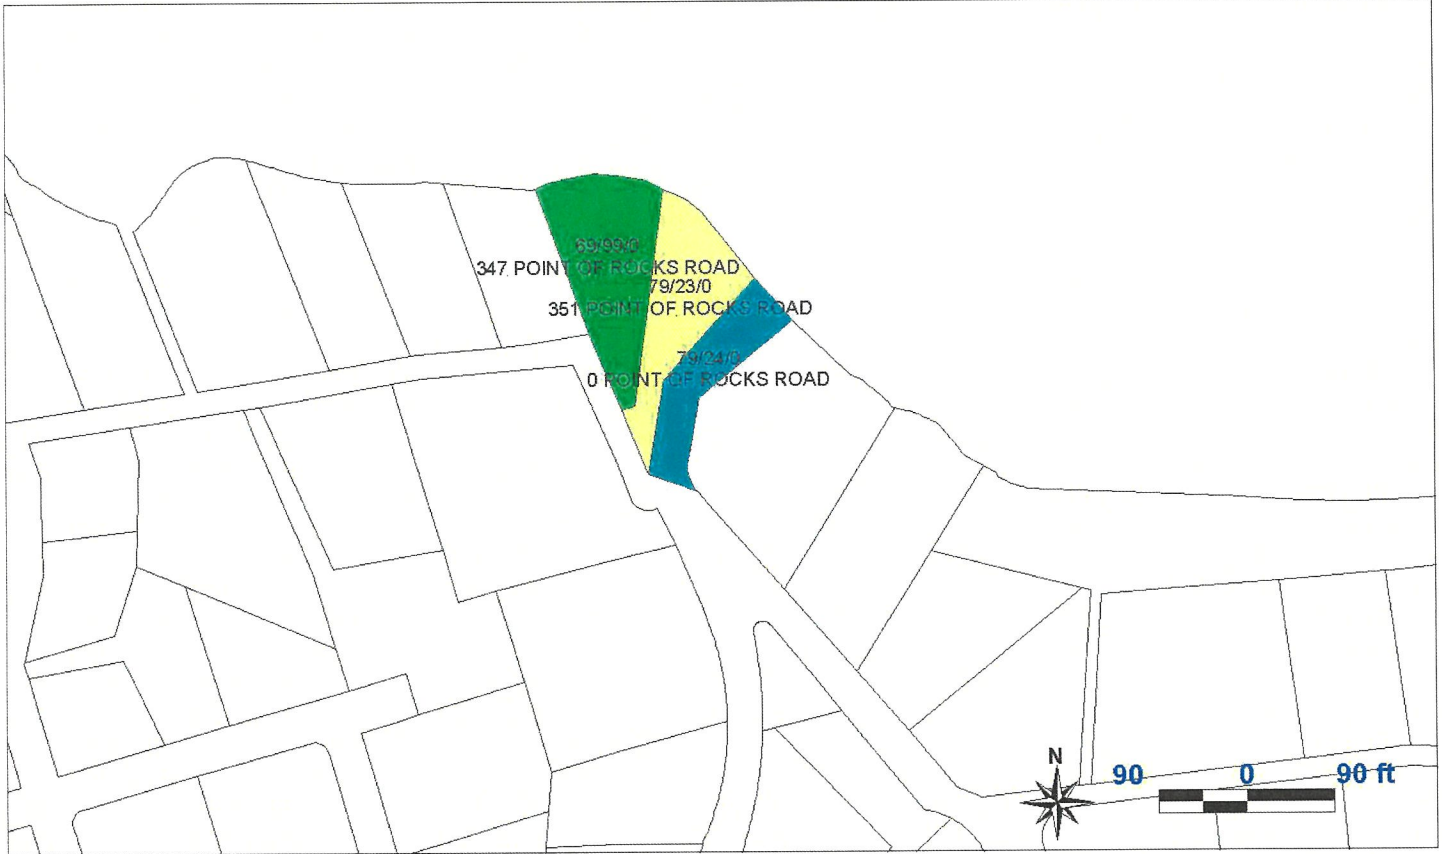 69/99/0
347 POINT OF ROCKS ROAD
79/23/0
351 POINT OF ROCKS ROAD
79/24/0
0 POINT OF ROCKS ROAD
N
90 0 90 ft